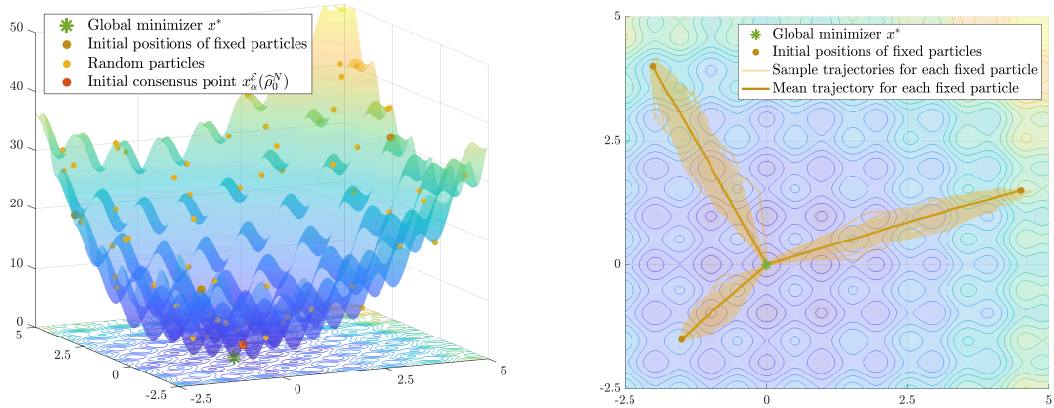 50
40
30
20
10
0
5
2.5
0
-2.5
-2.5
0
2.5
5
Global minimizer x*
Initial positions of fixed particles
Random particles
Initial consensus point x_α^ℰ(ρ̂_0^N)
5
2.5
0
-2.5
-2.5
0
2.5
5
Global minimizer x*
Initial positions of fixed particles
Sample trajectories for each fixed particle
Mean trajectory for each fixed particle